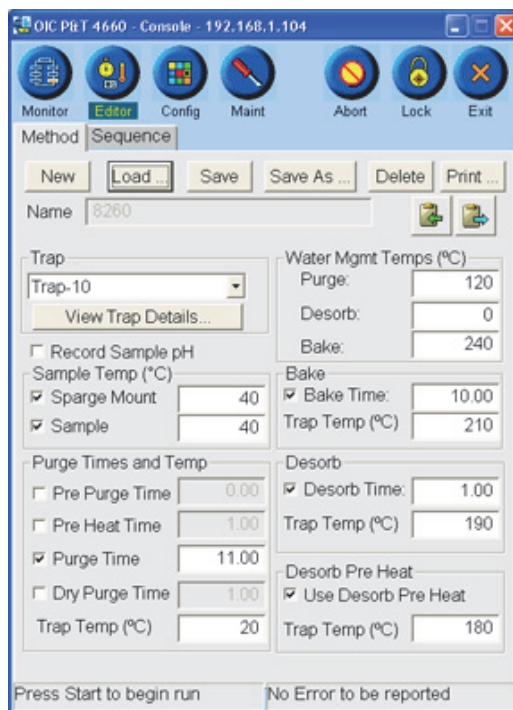 OIC P&T 4660 - Console - 192.168.1.104
Monitor Editor Config Maint Abort Lock Exit
Method Sequence
New Load ... Save Save As ... Delete Print ...
Name 8260
Trap
Trap-10
View Trap Details...
Record Sample pH
Sample Temp (°C)
Sparge Mount 40
Sample 40
Purge Times and Temp
Pre Purge Time 0.00
Pre Heat Time 1.00
Purge Time 11.00
Dry Purge Time 1.00
Trap Temp (ºC) 20
Water Mgmt Temps (ºC)
Purge: 120
Desorb: 0
Bake: 240
Bake
Bake Time: 10.00
Trap Temp (ºC) 210
Desorb
Desorb Time: 1.00
Trap Temp (ºC) 190
Desorb Pre Heat
Use Desorb Pre Heat
Trap Temp (ºC) 180
Press Start to begin run No Error to be reported